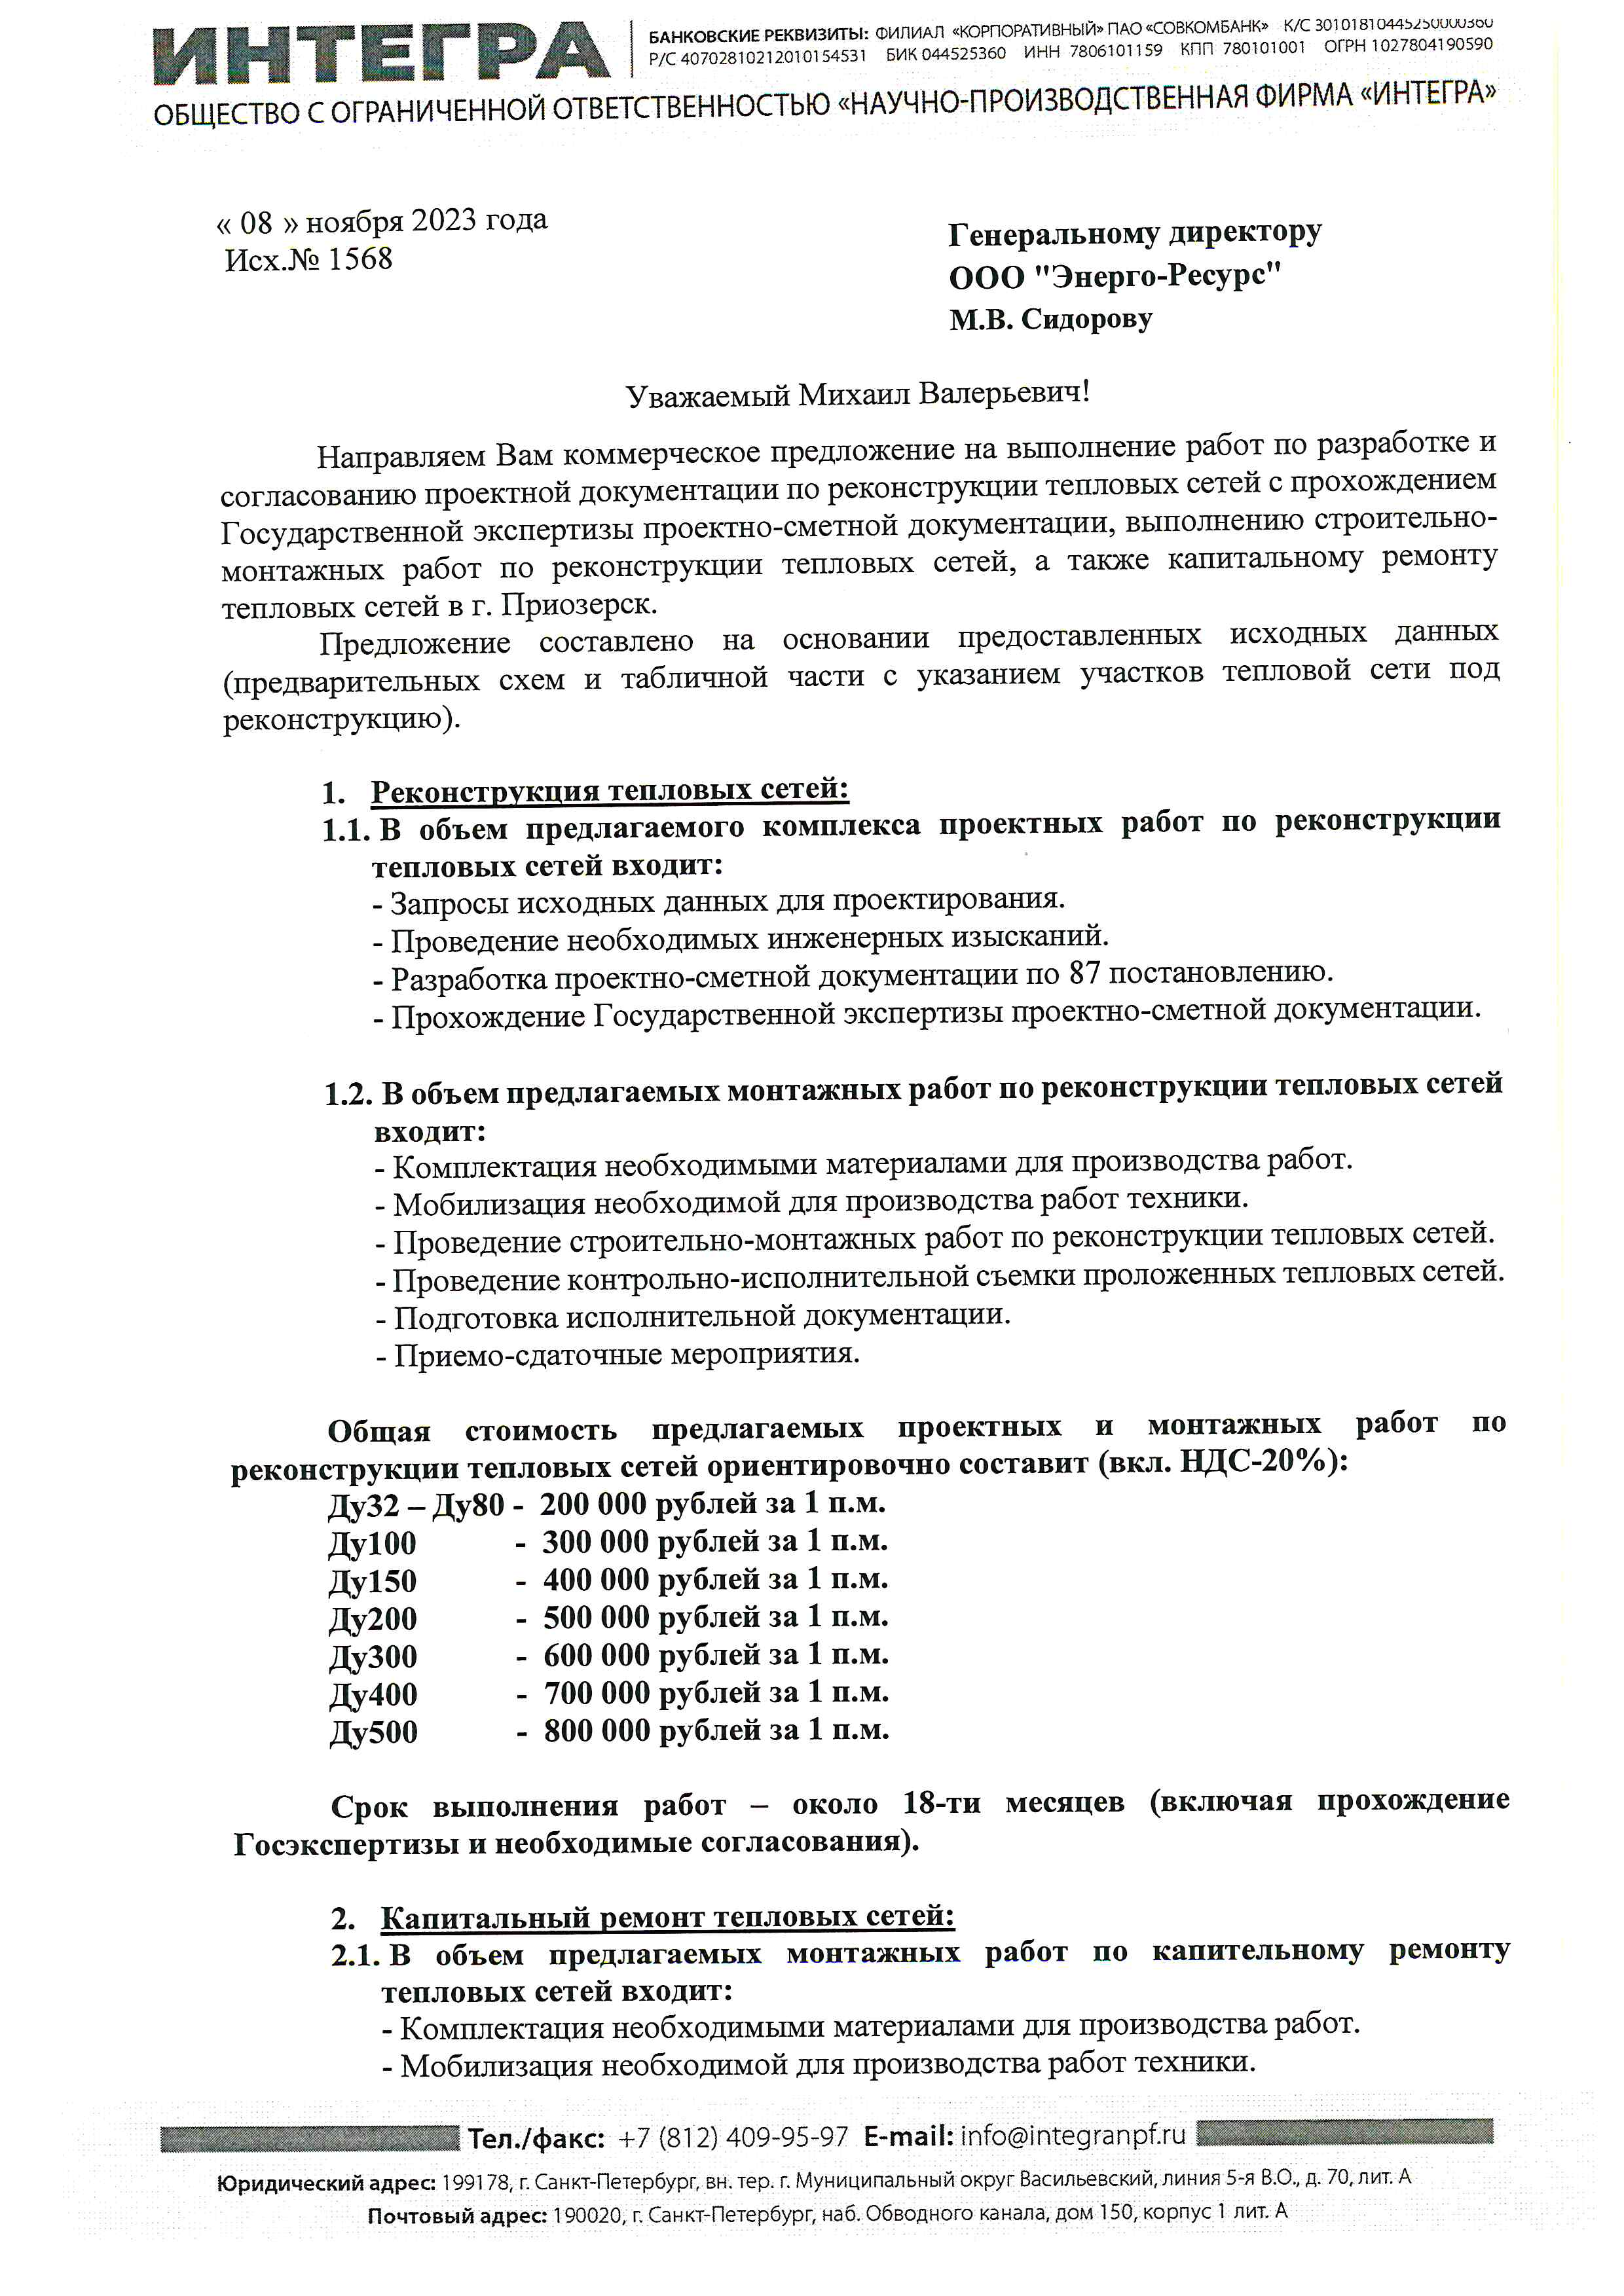 ИНТЕГРА
БАНКОВСКИЕ РЕКВИЗИТЫ: ФИЛИАЛ «КОРПОРАТИВНЫЙ» ПАО «СОВКОМБАНК» К/С 30101810445250000360
Р/С 40702810212010154531 БИК 044525360 ИНН 7806101159 КПП 780101001 ОГРН 1027804190590
ОБЩЕСТВО С ОГРАНИЧЕННОЙ ОТВЕТСТВЕННОСТЬЮ «НАУЧНО-ПРОИЗВОДСТВЕННАЯ ФИРМА «ИНТЕГРА»
« 08 » ноября 2023 года
Исх.№ 1568
Генеральному директору
ООО "Энерго-Ресурс"
М.В. Сидорову
Уважаемый Михаил Валерьевич!
Направляем Вам коммерческое предложение на выполнение работ по разработке и
согласованию проектной документации по реконструкции тепловых сетей с прохождением
Государственной экспертизы проектно-сметной документации, выполнению строительно-
монтажных работ по реконструкции тепловых сетей, а также капитальному ремонту
тепловых сетей в г. Приозерск.
Предложение составлено на основании предоставленных исходных данных
(предварительных схем и табличной части с указанием участков тепловой сети под
реконструкцию).
1. Реконструкция тепловых сетей:
1.1. В объем предлагаемого комплекса проектных работ по реконструкции
тепловых сетей входит:
- Запросы исходных данных для проектирования.
- Проведение необходимых инженерных изысканий.
- Разработка проектно-сметной документации по 87 постановлению.
- Прохождение Государственной экспертизы проектно-сметной документации.
1.2. В объем предлагаемых монтажных работ по реконструкции тепловых сетей
входит:
- Комплектация необходимыми материалами для производства работ.
- Мобилизация необходимой для производства работ техники.
- Проведение строительно-монтажных работ по реконструкции тепловых сетей.
- Проведение контрольно-исполнительной съемки проложенных тепловых сетей.
- Подготовка исполнительной документации.
- Приемо-сдаточные мероприятия.
Общая стоимость предлагаемых проектных и монтажных работ по
реконструкции тепловых сетей ориентировочно составит (вкл. НДС-20%):
Ду32 – Ду80 - 200 000 рублей за 1 п.м.
Ду100 - 300 000 рублей за 1 п.м.
Ду150 - 400 000 рублей за 1 п.м.
Ду200 - 500 000 рублей за 1 п.м.
Ду300 - 600 000 рублей за 1 п.м.
Ду400 - 700 000 рублей за 1 п.м.
Ду500 - 800 000 рублей за 1 п.м.
Срок выполнения работ – около 18-ти месяцев (включая прохождение
Госэкспертизы и необходимые согласования).
2. Капитальный ремонт тепловых сетей:
2.1. В объем предлагаемых монтажных работ по капительному ремонту
тепловых сетей входит:
- Комплектация необходимыми материалами для производства работ.
- Мобилизация необходимой для производства работ техники.
Тел./факс: +7 (812) 409-95-97 E-mail: info@integranpf.ru
Юридический адрес: 199178, г. Санкт-Петербург, вн. тер. г. Муниципальный округ Васильевский, линия 5-я В.О., д. 70, лит. А
Почтовый адрес: 190020, г. Санкт-Петербург, наб. Обводного канала, дом 150, корпус 1 лит. А